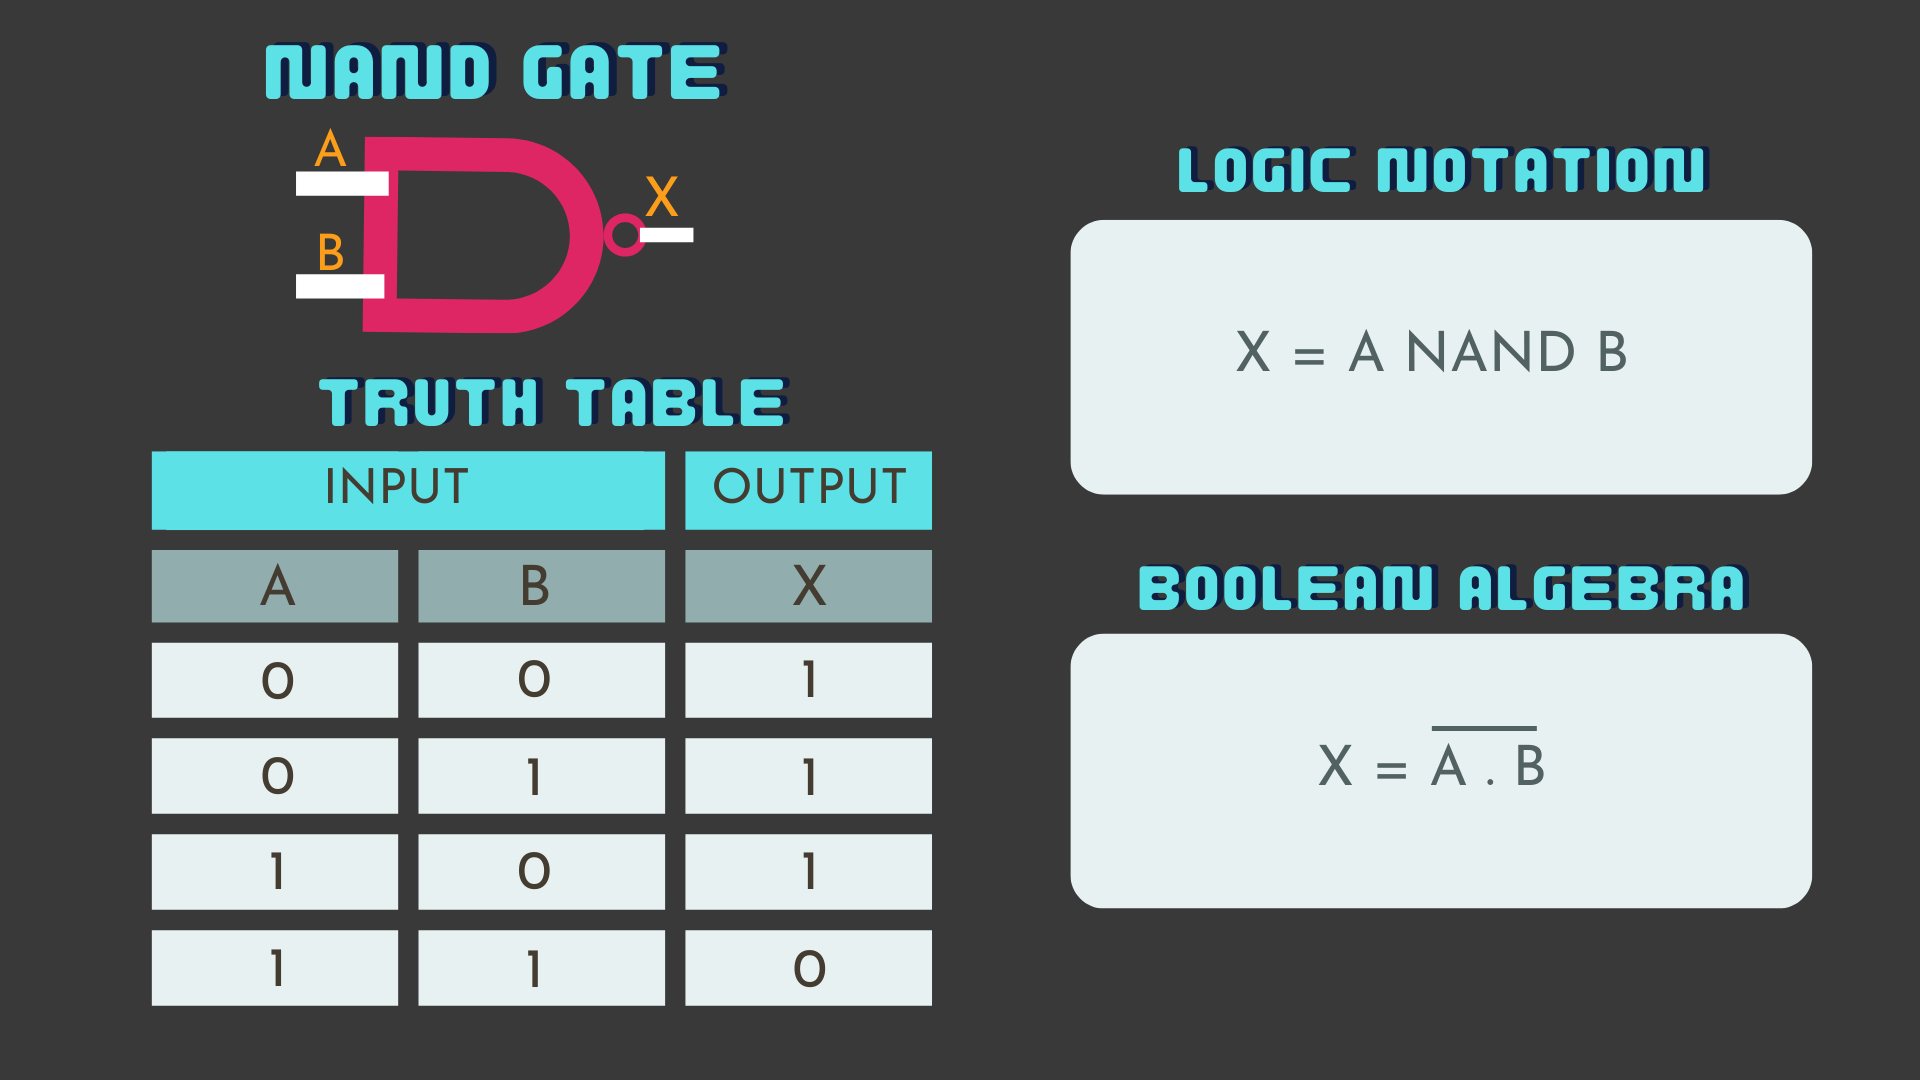 NAND GATE
A
B
X
TRUTH TABLE
INPUT OUTPUT
A B X
0 0 1
0 1 1
1 0 1
1 1 0
LOGIC NOTATION
X = A NAND B
BOOLEAN ALGEBRA
X = A̅ ̅.̅ ̅B̅